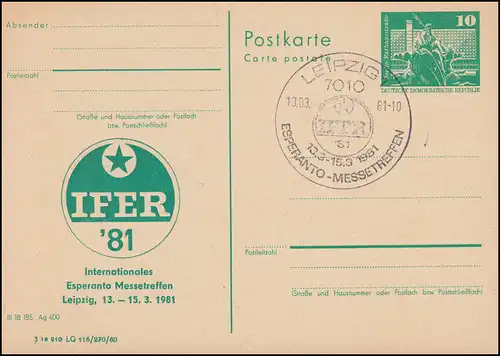 Absender
Postleitzahl
(Straße und Hausnummer oder Postfach
bzw. Postschließfach)
IFER
'81
Internationales
Esperanto Messetreffen
Leipzig, 13. – 15. 3. 1981
III 18 185 Ag 400
3 18 210 LG 116/270/80
Postkarte
Carte postale
LEIPZIG
7010
13.03. 81-10
IFER
'81
13.3-15.3 1981
ESPERANTO-MESSETREFFEN
10
DEUTSCHE DEMOKRATISCHE REPUBLIK
Postleitzahl
(Straße und Hausnummer oder Postfach bzw. Postschließfach)